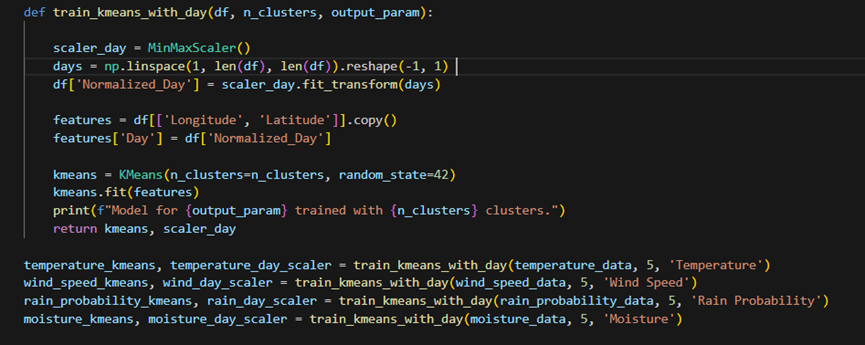 def train_kmeans_with_day(df, n_clusters, output_param):
    scaler_day = MinMaxScaler()
    days = np.linspace(1, len(df), len(df)).reshape(-1, 1)
    df['Normalized_Day'] = scaler_day.fit_transform(days)
    features = df[['Longitude', 'Latitude']].copy()
    features['Day'] = df['Normalized_Day']
    kmeans = KMeans(n_clusters=n_clusters, random_state=42)
    kmeans.fit(features)
    print(f"Model for {output_param} trained with {n_clusters} clusters.")
    return kmeans, scaler_day
temperature_kmeans, temperature_day_scaler = train_kmeans_with_day(temperature_data, 5, 'Temperature')
wind_speed_kmeans, wind_day_scaler = train_kmeans_with_day(wind_speed_data, 5, 'Wind Speed')
rain_probability_kmeans, rain_day_scaler = train_kmeans_with_day(rain_probability_data, 5, 'Rain Probability')
moisture_kmeans, moisture_day_scaler = train_kmeans_with_day(moisture_data, 5, 'Moisture')